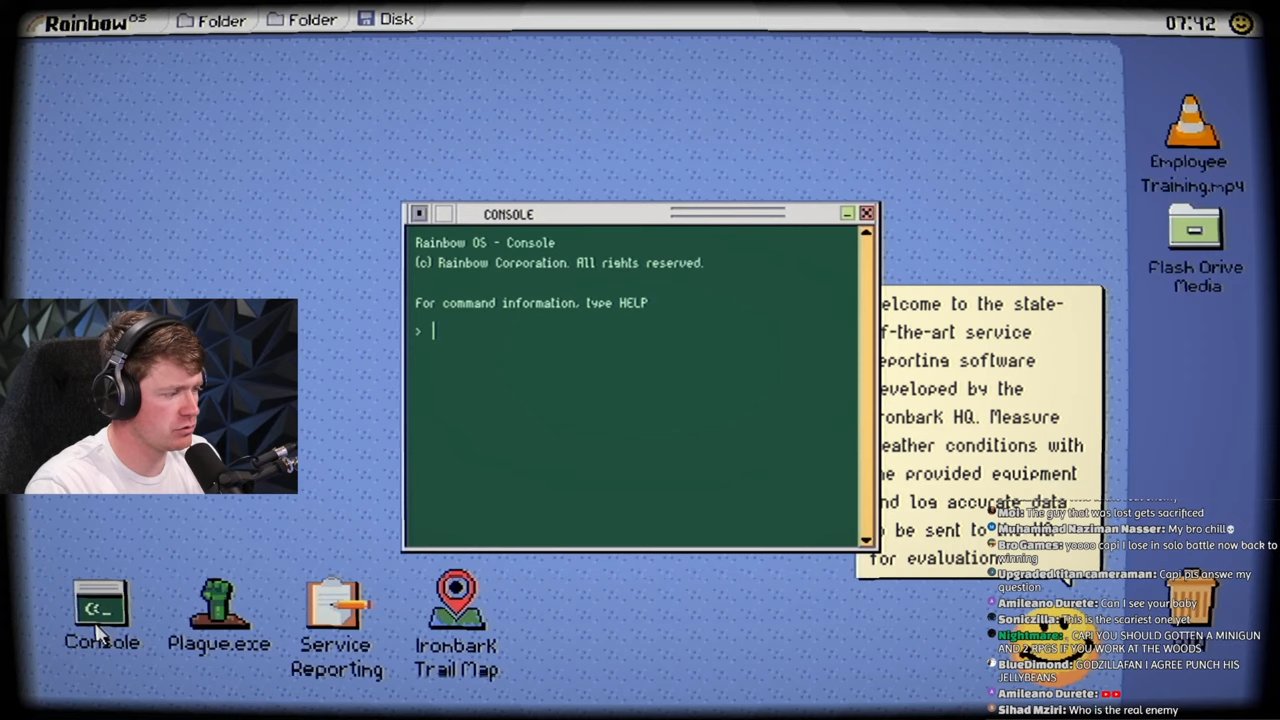 Rainbow OS
Folder
Folder
Disk
07:42
Employee
Training.mp4
Flash Drive
Media
CONSOLE
Rainbow OS - Console
(c) Rainbow Corporation. All rights reserved.
For command information, type HELP
>
elcome to the state-
f-the-art service
eporting software
eveloped by the
ronbark HQ. Measure
eather conditions with
he provided equipment
nd log accurate data
o be sent to
for evaluation
Moi: The guy that was lost gets sacrificed
Muhammad Naziman Nasser: My bro chill💀
Bro Games: yoooo capi I lose in solo battle now back to
winning
Upgraded titan cameraman: Capi pls answe my
question
Amileano Durete: Can I see your baby
Soniczilla: This is the scariest one yet
Nightmare: CAPI YOU SHOULD GOTTEN A MINIGUN
AND 2 RPGS IF YOU WORK AT THE WOODS
BlueDimond: GODZILLAFAN I AGREE PUNCH HIS
JELLYBEANS
Amileano Durete:
Sihad Mziri: Who is the real enemy
Console
Plague.exe
Service
Reporting
Ironbark
Trail Map